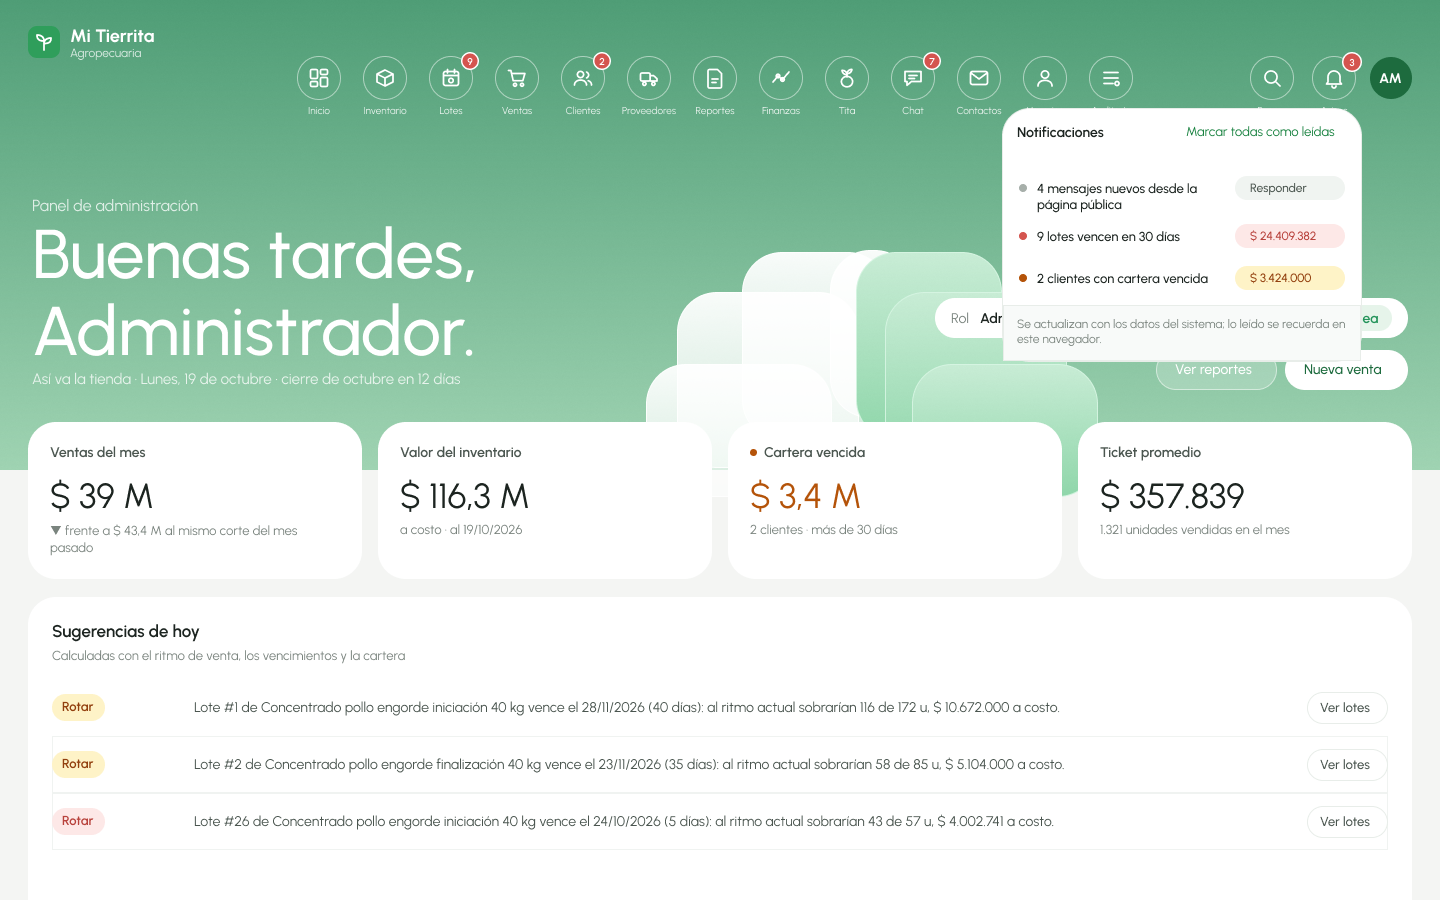 Mi Tierrita
Agropecuaria
9
2
7
3
AM
Inicio
Inventario
Lotes
Ventas
Clientes
Proveedores
Reportes
Finanzas
Tita
Chat
Contactos
Notificaciones
Marcar todas como leídas
4 mensajes nuevos desde la
página pública
Responder
9 lotes vencen en 30 días
$ 24.409.382
2 clientes con cartera vencida
$ 3.424.000
Se actualizan con los datos del sistema; lo leído se recuerda en
este navegador.
Panel de administración
Buenas tardes,
Administrador.
Así va la tienda · Lunes, 19 de octubre · cierre de octubre en 12 días
Rol
Ver reportes
Nueva venta
Ventas del mes
$ 39 M
▼ frente a $ 43,4 M al mismo corte del mes
pasado
Valor del inventario
$ 116,3 M
a costo · al 19/10/2026
Cartera vencida
$ 3,4 M
2 clientes · más de 30 días
Ticket promedio
$ 357.839
1.321 unidades vendidas en el mes
Sugerencias de hoy
Calculadas con el ritmo de venta, los vencimientos y la cartera
Rotar
Lote #1 de Concentrado pollo engorde iniciación 40 kg vence el 28/11/2026 (40 días): al ritmo actual sobrarían 116 de 172 u, $ 10.672.000 a costo.
Ver lotes
Rotar
Lote #2 de Concentrado pollo engorde finalización 40 kg vence el 23/11/2026 (35 días): al ritmo actual sobrarían 58 de 85 u, $ 5.104.000 a costo.
Ver lotes
Rotar
Lote #26 de Concentrado pollo engorde iniciación 40 kg vence el 24/10/2026 (5 días): al ritmo actual sobrarían 43 de 57 u, $ 4.002.741 a costo.
Ver lotes